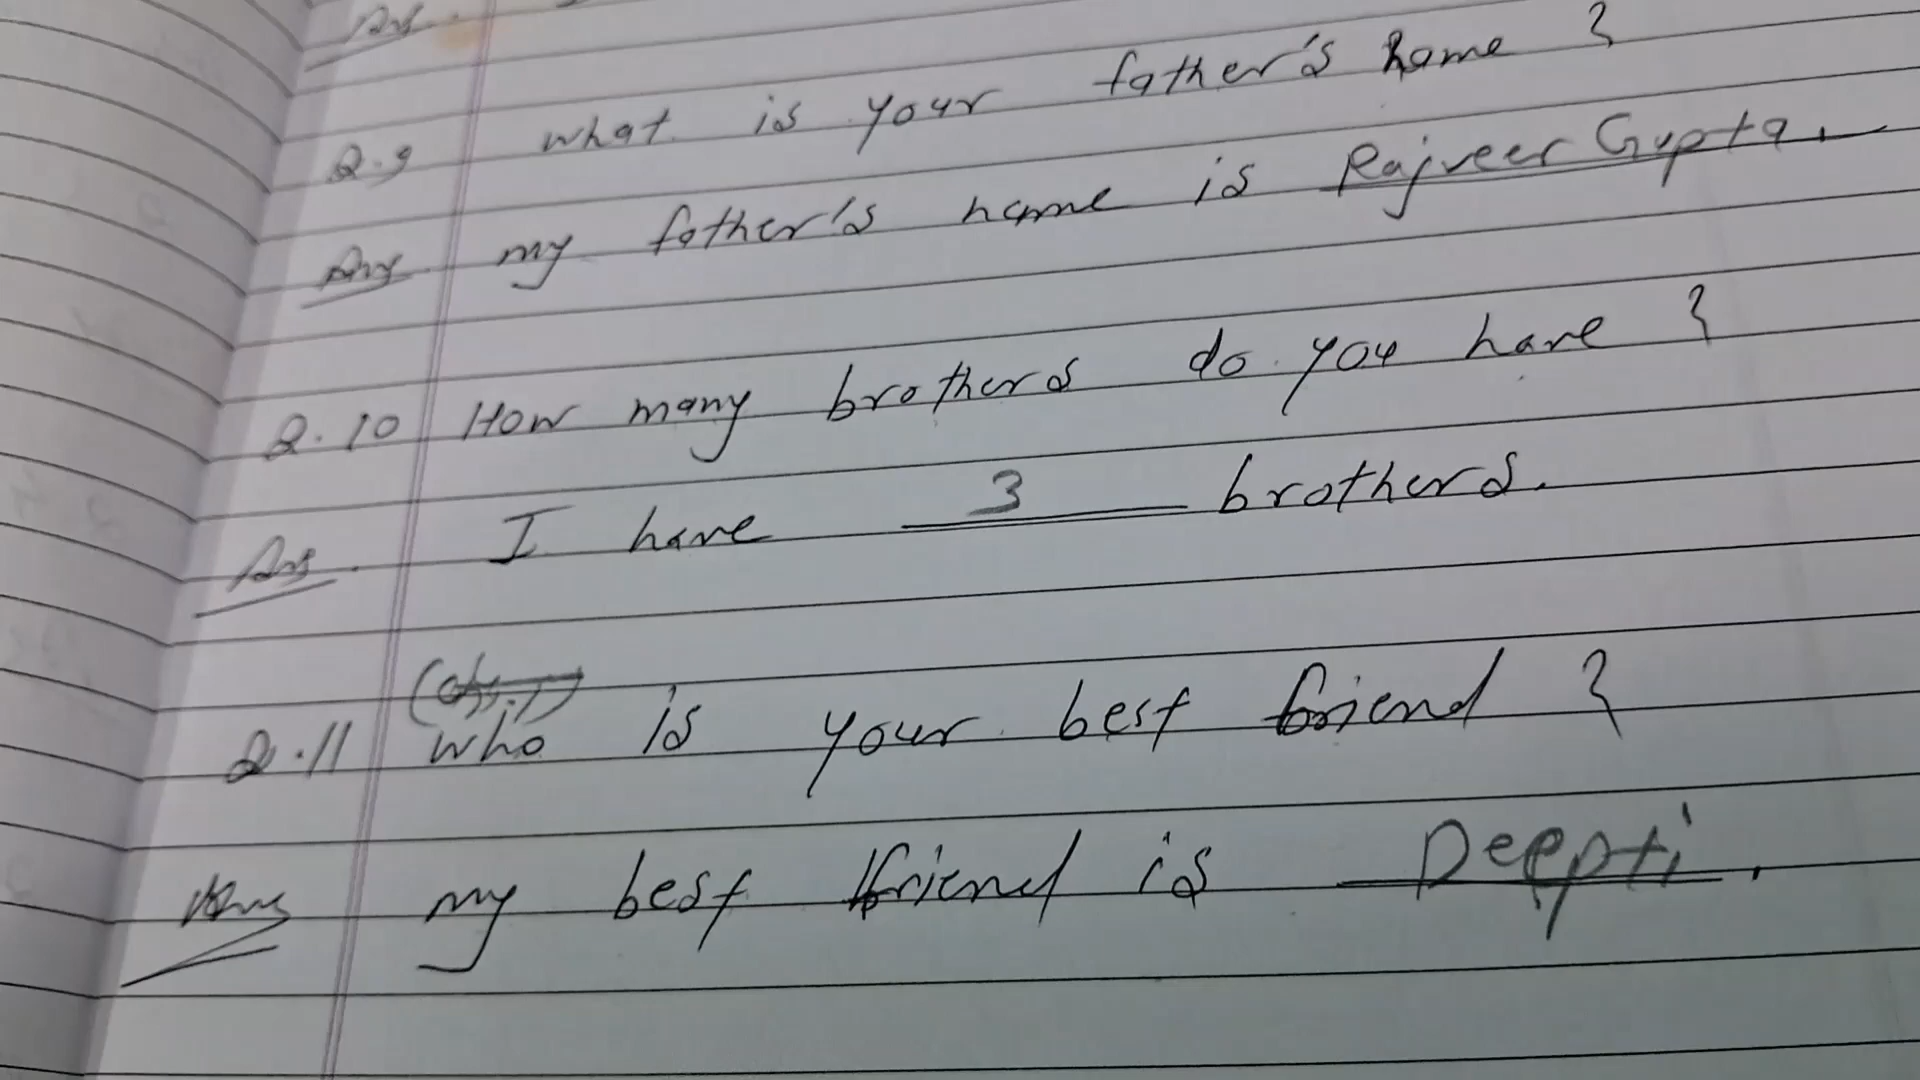 Ans.
Q.9 what is your father's name ?
Ans my father's name is Rajveer Gupta.
Q.10 How many brothers do you have ?
Ans. I have 3 brothers.
Q.11 who is your best friend ?
Ans my best friend is Deepti.